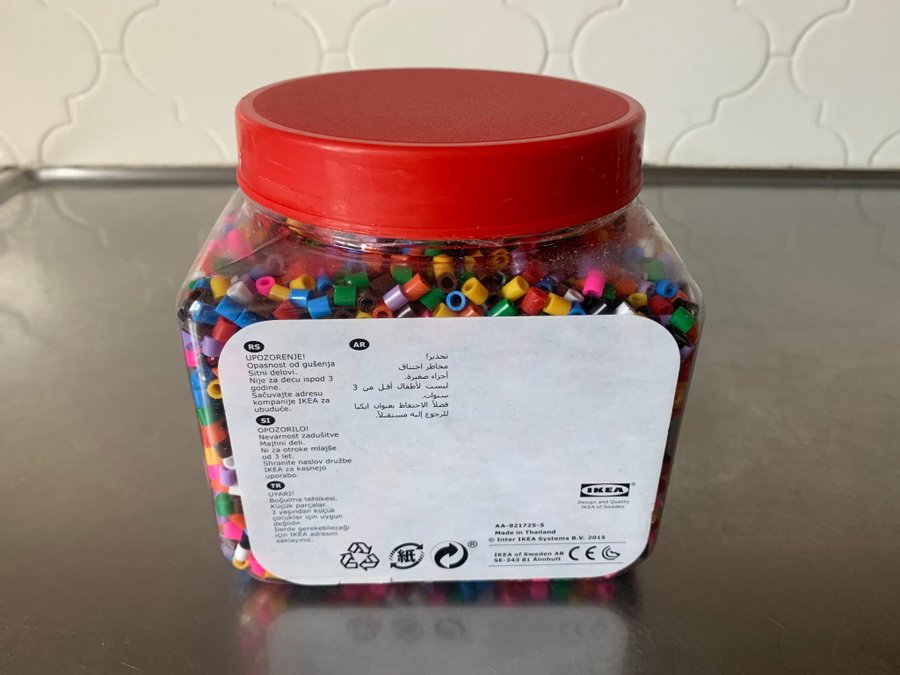 RS
UPOZORENJE!
Opasnost od gušenja
Sitni delovi.
Nije za decu ispod 3
godine.
Sačuvajte adresu
kompanije IKEA za
ubuduće.
SI
OPOZORILO!
Nevarnost zadušitve
Majhni deli.
Ni za otroke mlajše
od 3 let.
Shranite naslov družbe
IKEA za kasnejo
uporabo.
TR
UYARI!
Boğulma tehlikesi.
Küçük parçalar.
3 yaşından küçük
çocuklar için uygun
değildir.
İlerde gerekebileceği
için IKEA adresini
saklayınız.
AR
تحذير!
مخاطر اختناق
أجزاء صغيرة.
ليست لأطفال أقل من 3
سنوات.
فضلاً الاحتفاظ بعنوان ايكيا
للرجوع إليه مستقبلاً.
紙
®
IKEA
Design and Quality
IKEA of Sweden
AA-921725-5
Made in Thailand
© Inter IKEA Systems B.V. 2015
IKEA of Sweden AB
SE-343 81 Älmhult
CE